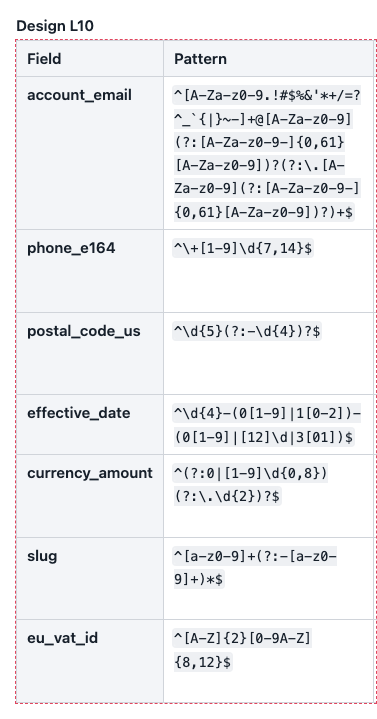 Design L10
Field Pattern
account_email ^[A-Za-z0-9.!#$%&'*+/=?
^_`{|}~-]+@[A-Za-z0-9]
(?:[A-Za-z0-9-]{0,61}
[A-Za-z0-9])?(?:\.[A-
Za-z0-9](?:[A-Za-z0-9-]
{0,61}[A-Za-z0-9])?)+$
phone_e164 ^\+[1-9]\d{7,14}$
postal_code_us ^\d{5}(?:-\d{4})?$
effective_date ^\d{4}-(0[1-9]|1[0-2])-
(0[1-9]|[12]\d|3[01])$
currency_amount ^(?:0|[1-9]\d{0,8})
(?:\.\d{2})?$
slug ^[a-z0-9]+(?:-[a-z0-
9]+)*$
eu_vat_id ^[A-Z]{2}[0-9A-Z]
{8,12}$